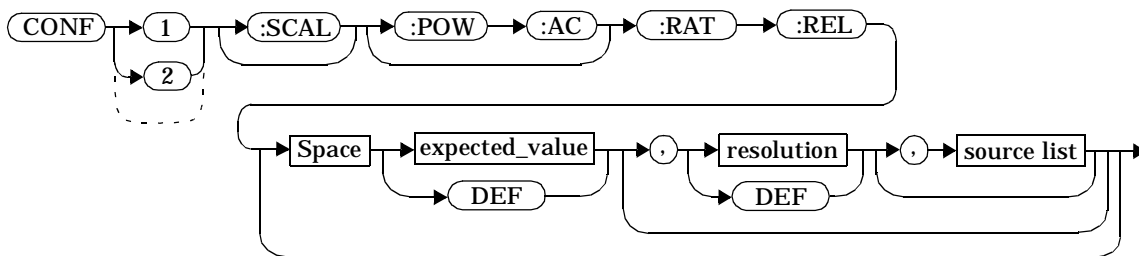 CONF 1 :SCAL :POW :AC :RAT :REL
2
Space expected_value , resolution , source list
DEF DEF